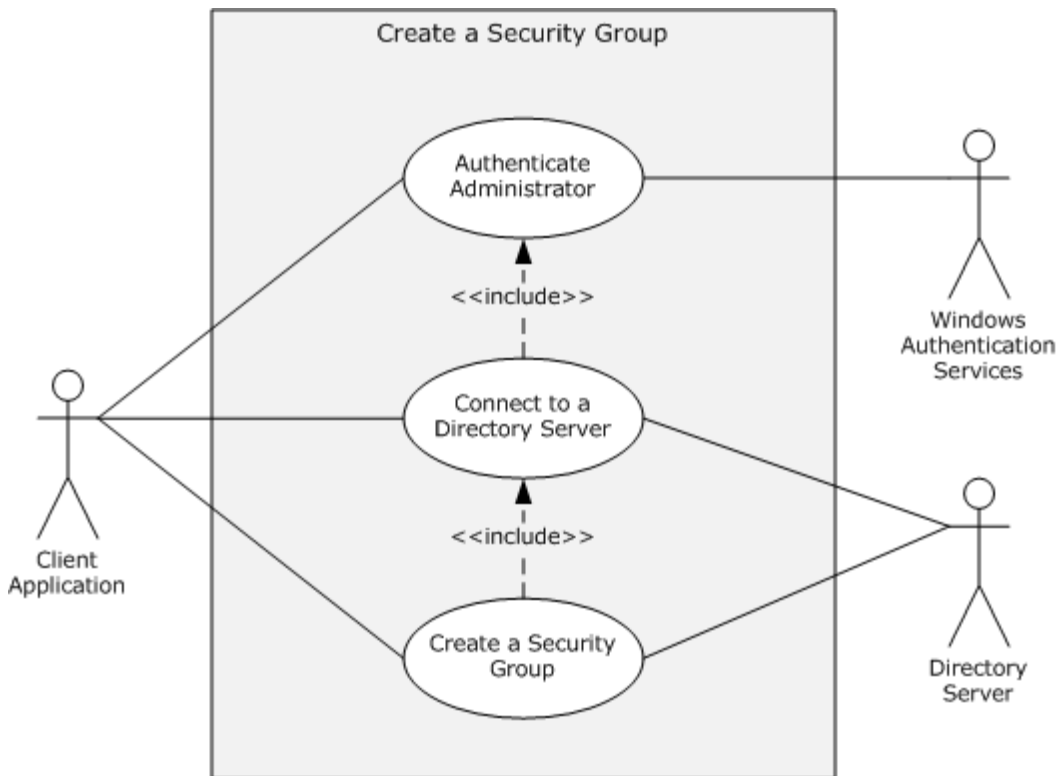 Create a Security Group
Authenticate
Administrator
<<include>>
Windows
Authentication
Services
Connect to a
Directory Server
<<include>>
Client
Application
Create a Security
Group
Directory
Server